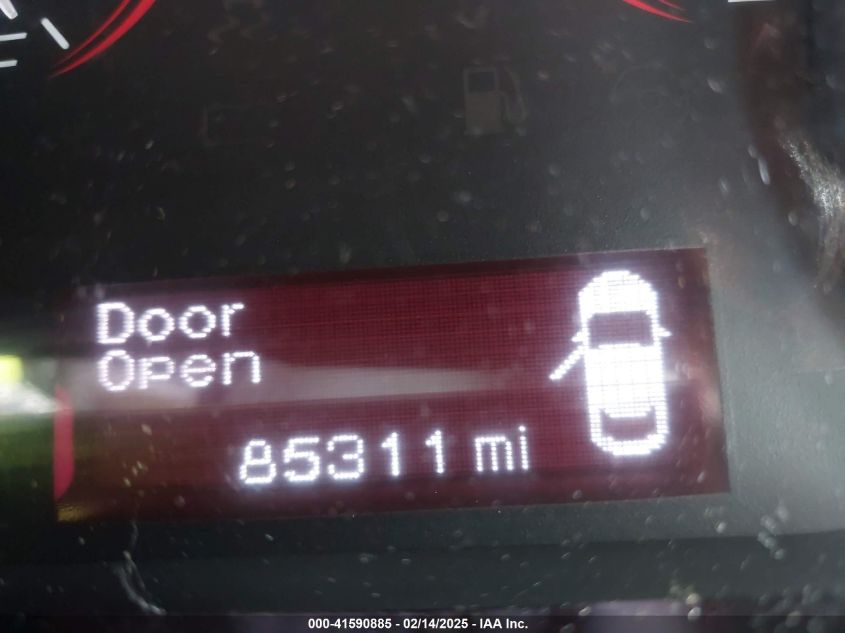 Door
Open
85311 mi
000-41590885 - 02/14/2025 - IAA Inc.